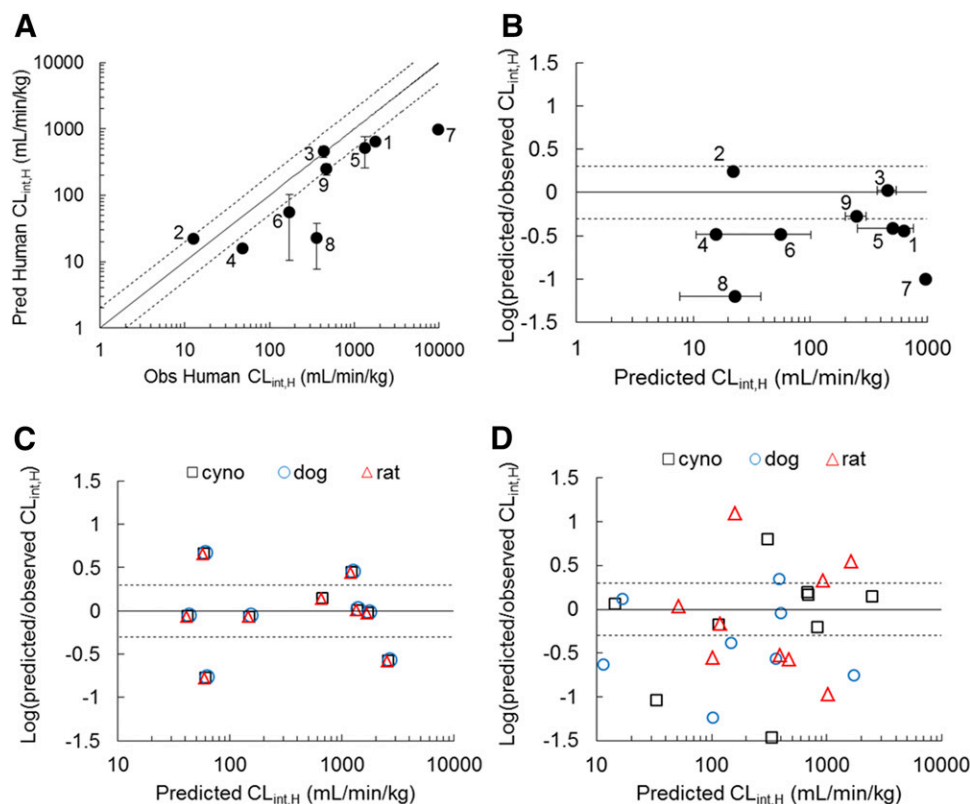 A
Pred Human CLint,H (mL/min/kg)
10000
1000
100
10
1
1 10 100 1000 10000
Obs Human CLint,H (mL/min/kg)
2
3
4
5
1
7
9
6
8
B
Log(predicted/observed CLint,H)
1.5
1
0.5
0
-0.5
-1
-1.5
1 10 100 1000
Predicted CLint,H (mL/min/kg)
2
3
9
4
6
5
1
8
7
C
cyno dog rat
Log(predicted/observed CLint,H)
1.5
1
0.5
0
-0.5
-1
-1.5
10 100 1000 10000
Predicted CLint,H (mL/min/kg)
D
cyno dog rat
Log(predicted/observed CLint,H)
1.5
1
0.5
0
-0.5
-1
-1.5
10 100 1000 10000
Predicted CLint,H (mL/min/kg)